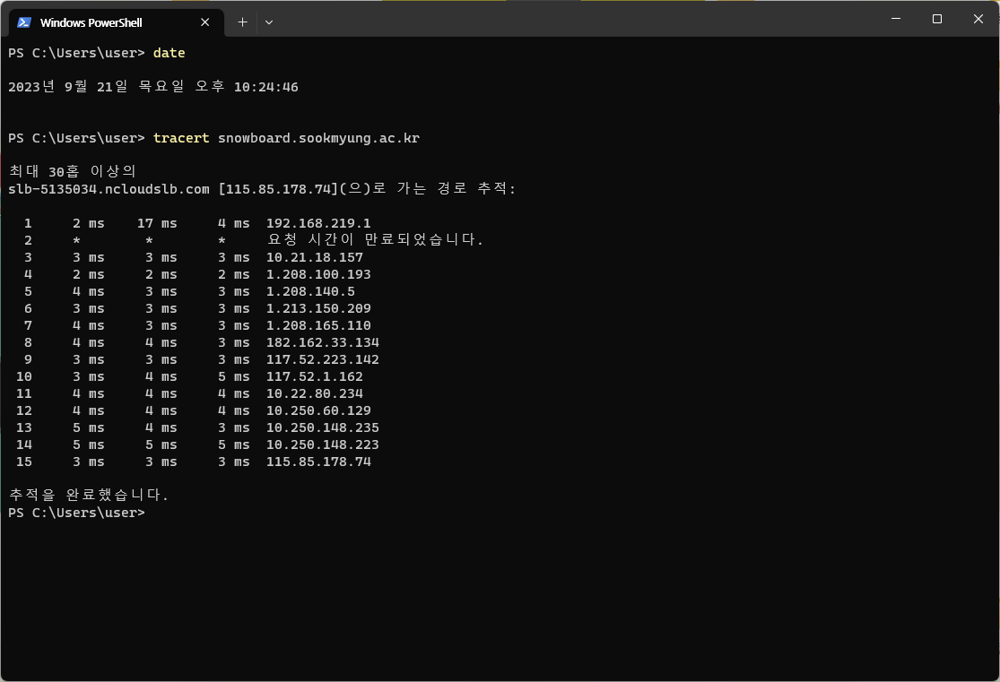 Windows PowerShell
PS C:\Users\user> date
2023년 9월 21일 목요일 오후 10:24:46
PS C:\Users\user> tracert snowboard.sookmyung.ac.kr
최대 30홉 이상의
slb-5135034.ncloudslb.com [115.85.178.74](으)로 가는 경로 추적:
1 2 ms 17 ms 4 ms 192.168.219.1
2 * * * 요청 시간이 만료되었습니다.
3 3 ms 3 ms 3 ms 10.21.18.157
4 2 ms 2 ms 2 ms 1.208.100.193
5 4 ms 3 ms 3 ms 1.208.140.5
6 3 ms 3 ms 3 ms 1.213.150.209
7 4 ms 3 ms 3 ms 1.208.165.110
8 4 ms 4 ms 3 ms 182.162.33.134
9 3 ms 3 ms 3 ms 117.52.223.142
10 3 ms 4 ms 5 ms 117.52.1.162
11 4 ms 4 ms 4 ms 10.22.80.234
12 4 ms 4 ms 4 ms 10.250.60.129
13 5 ms 4 ms 3 ms 10.250.148.235
14 5 ms 5 ms 5 ms 10.250.148.223
15 3 ms 3 ms 3 ms 115.85.178.74
추적을 완료했습니다.
PS C:\Users\user>